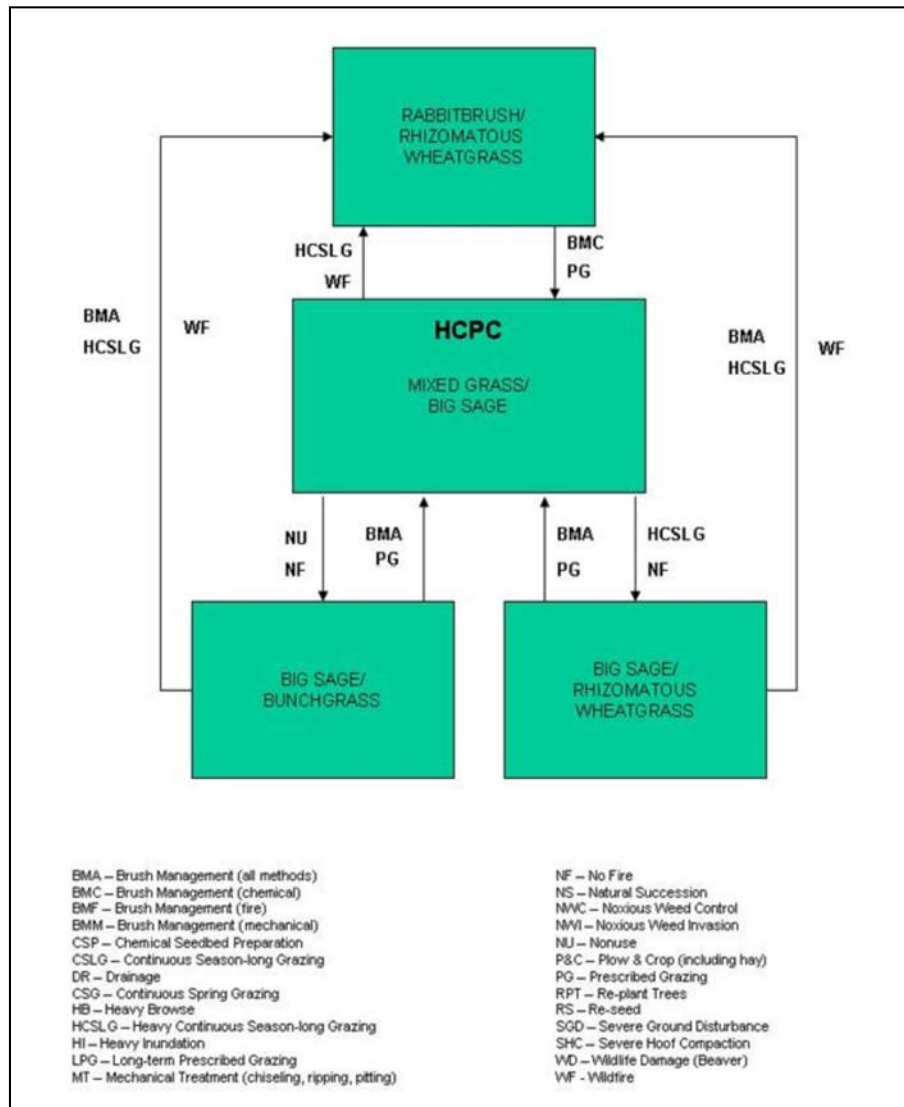 RABBITBRUSH/
RHIZOMATOUS
WHEATGRASS
HCSLG
WF
BMC
PG
BMA
HCSLG
WF
BMA
HCSLG
WF
HCPC
MIXED GRASS/
BIG SAGE
NU
NF
BMA
PG
BMA
PG
HCSLG
NF
BIG SAGE/
BUNCHGRASS
BIG SAGE/
RHIZOMATOUS
WHEATGRASS
BMA – Brush Management (all methods)
BMC – Brush Management (chemical)
BMF – Brush Management (fire)
BMM – Brush Management (mechanical)
CSP – Chemical Seedbed Preparation
CSLG – Continuous Season-long Grazing
DR – Drainage
CSG – Continuous Spring Grazing
HB – Heavy Browse
HCSLG – Heavy Continuous Season-long Grazing
HI – Heavy Inundation
LPG – Long-term Prescribed Grazing
MT – Mechanical Treatment (chiseling, ripping, pitting)
NF – No Fire
NS – Natural Succession
NWC – Noxious Weed Control
NWI – Noxious Weed Invasion
NU – Nonuse
P&C – Plow & Crop (including hay)
PG – Prescribed Grazing
RPT – Re-plant Trees
RS – Re-seed
SGD – Severe Ground Disturbance
SHC – Severe Hoof Compaction
WD – Wildlife Damage (Beaver)
WF - Wildfire